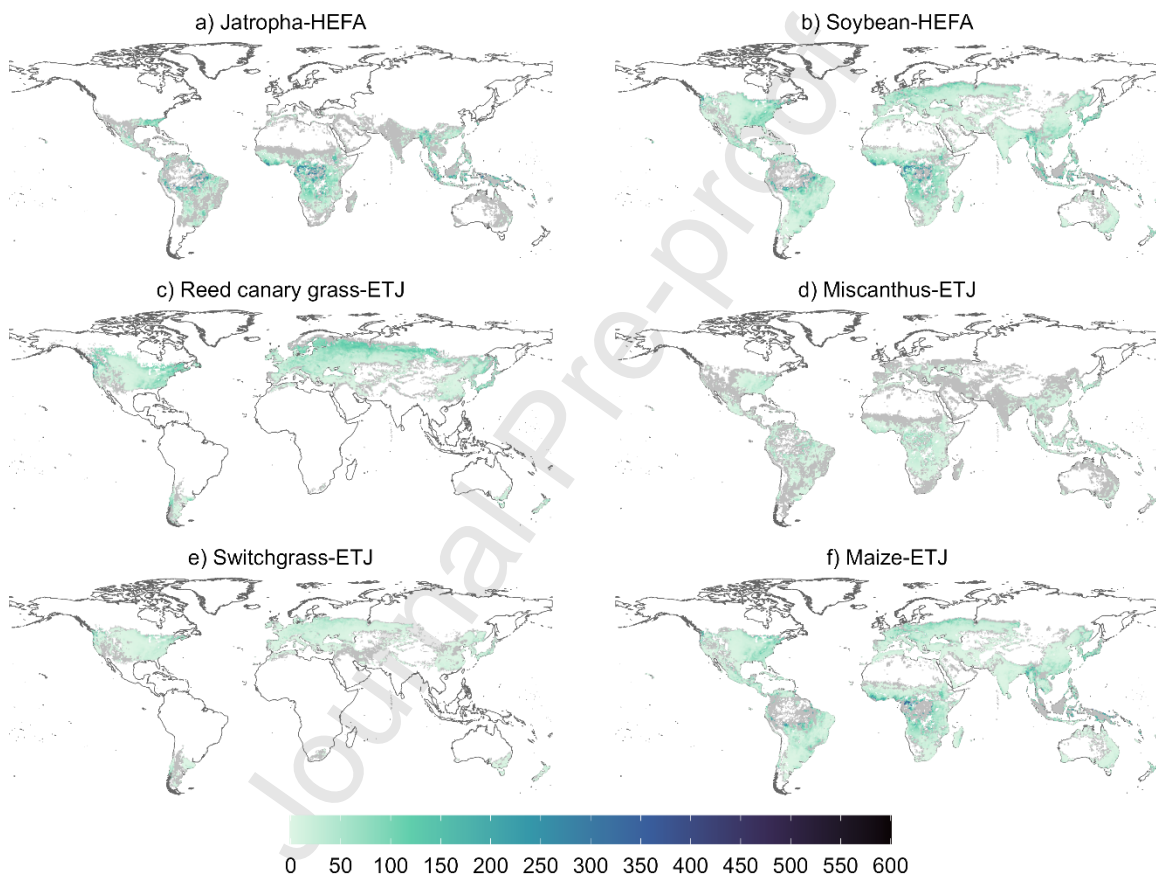 a) Jatropha-HEFA
b) Soybean-HEFA
c) Reed canary grass-ETJ
d) Miscanthus-ETJ
e) Switchgrass-ETJ
f) Maize-ETJ
Journal Pre-proof
0 50 100 150 200 250 300 350 400 450 500 550 600